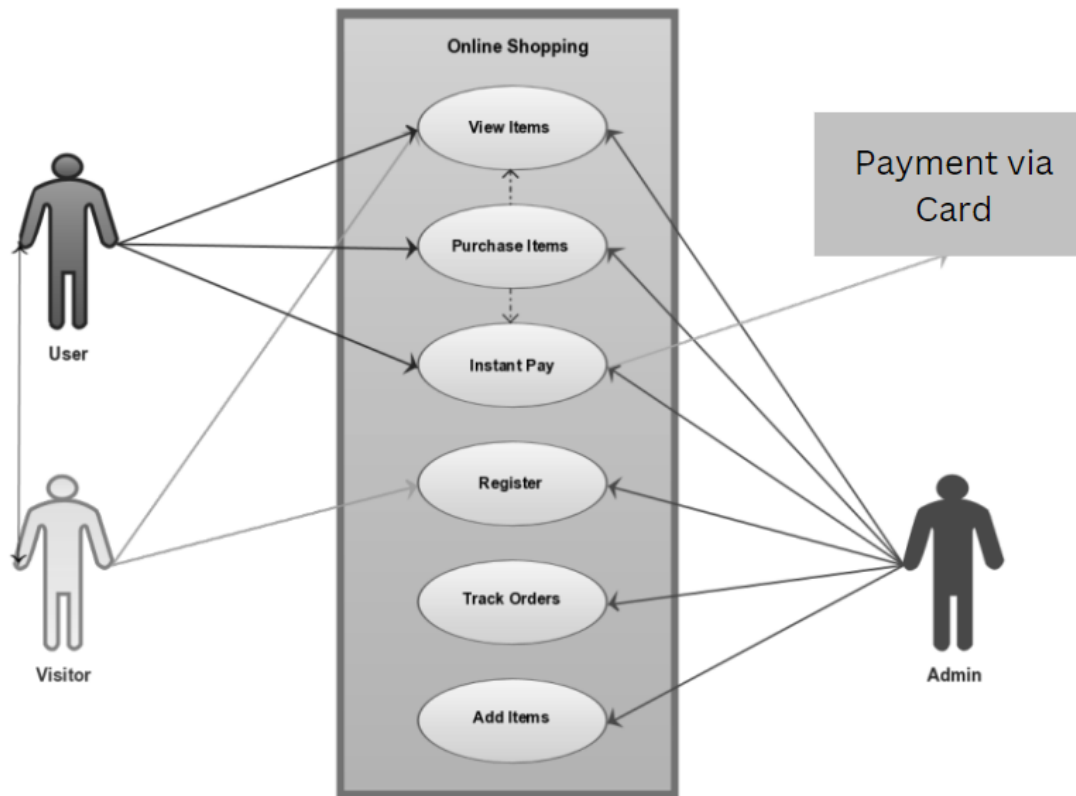 Online Shopping
View Items
Payment via
Card
Purchase Items
User
Instant Pay
Register
Track Orders
Visitor
Admin
Add Items